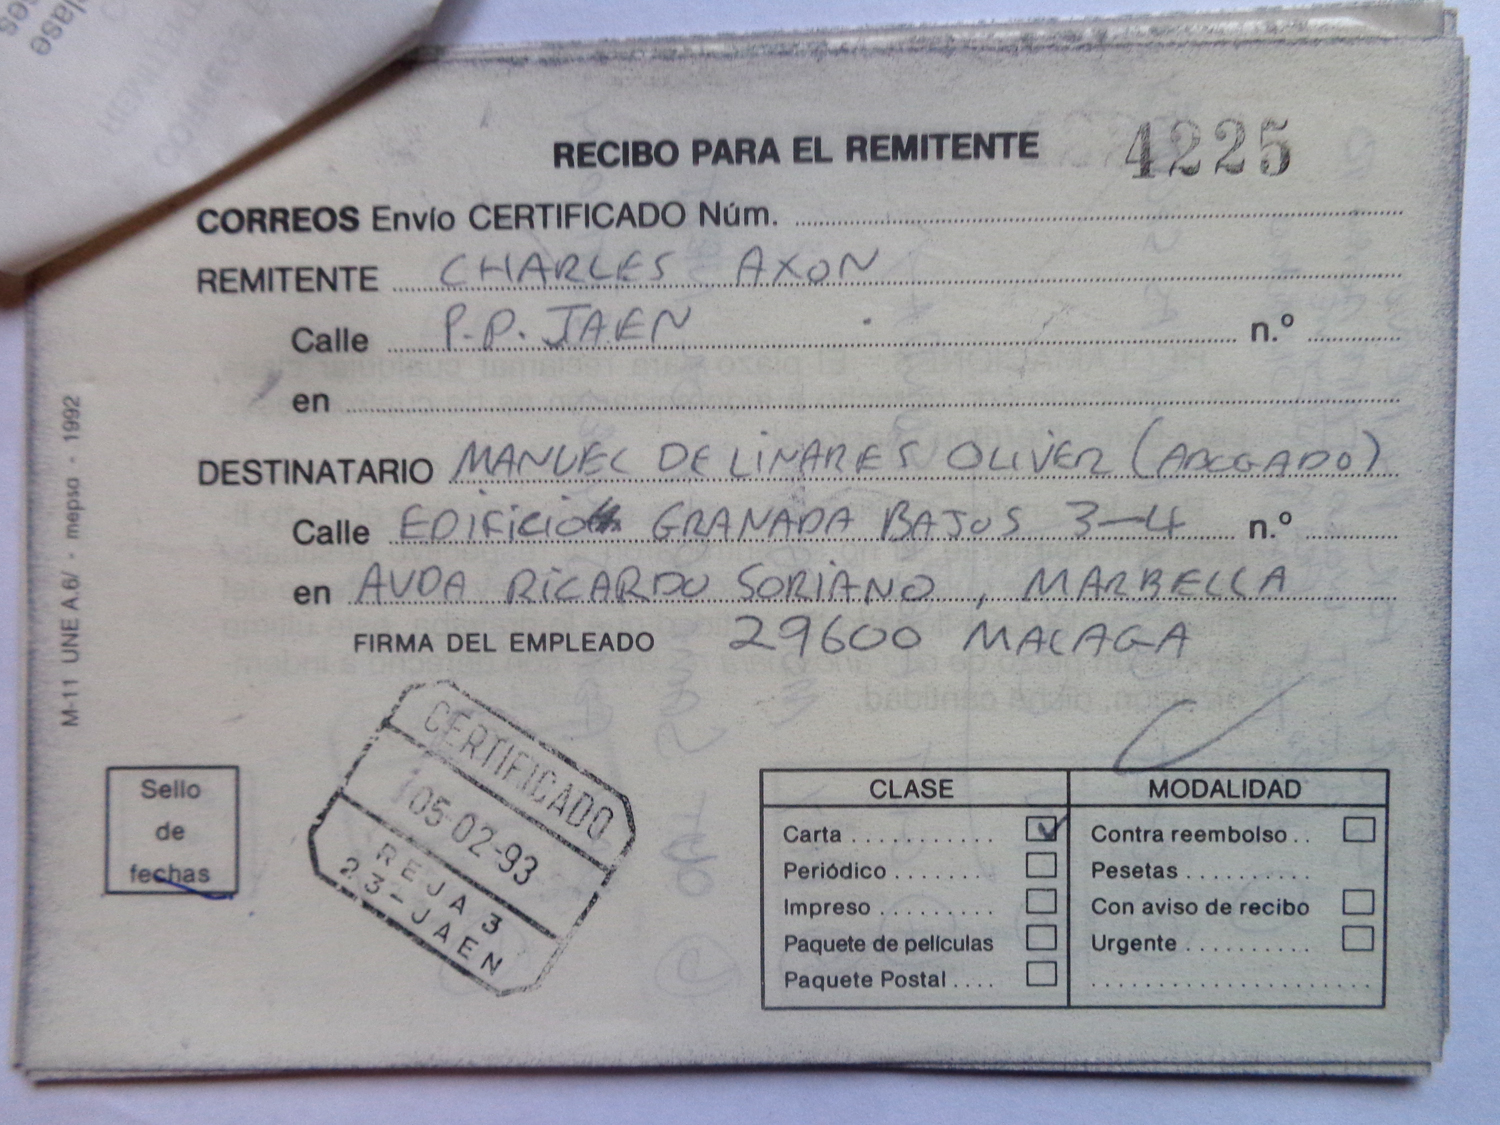 RECIBO PARA EL REMITENTE 4225
CORREOS Envío CERTIFICADO Núm.
REMITENTE CHARLES AXON
Calle P.P. JAEN n.º
en
DESTINATARIO MANUEL DE LINARES OLIVER (ABOGADO)
Calle EDIFICIO GRANADA BAJOS 3-4 n.º
en AVDA RICARDO SORIANO, MARBELLA
FIRMA DEL EMPLEADO 29600 MALAGA
M-11 UNE A.6/ - mepsa - 1992
Sello
de
fechas
CERTIFICADO
05-02-93
REJA 3
23-JAEN
CLASE MODALIDAD
Carta .......... Contra reembolso ..
Periódico ....... Pesetas ..........
Impreso ......... Con aviso de recibo
Paquete de películas Urgente ..........
Paquete Postal ....